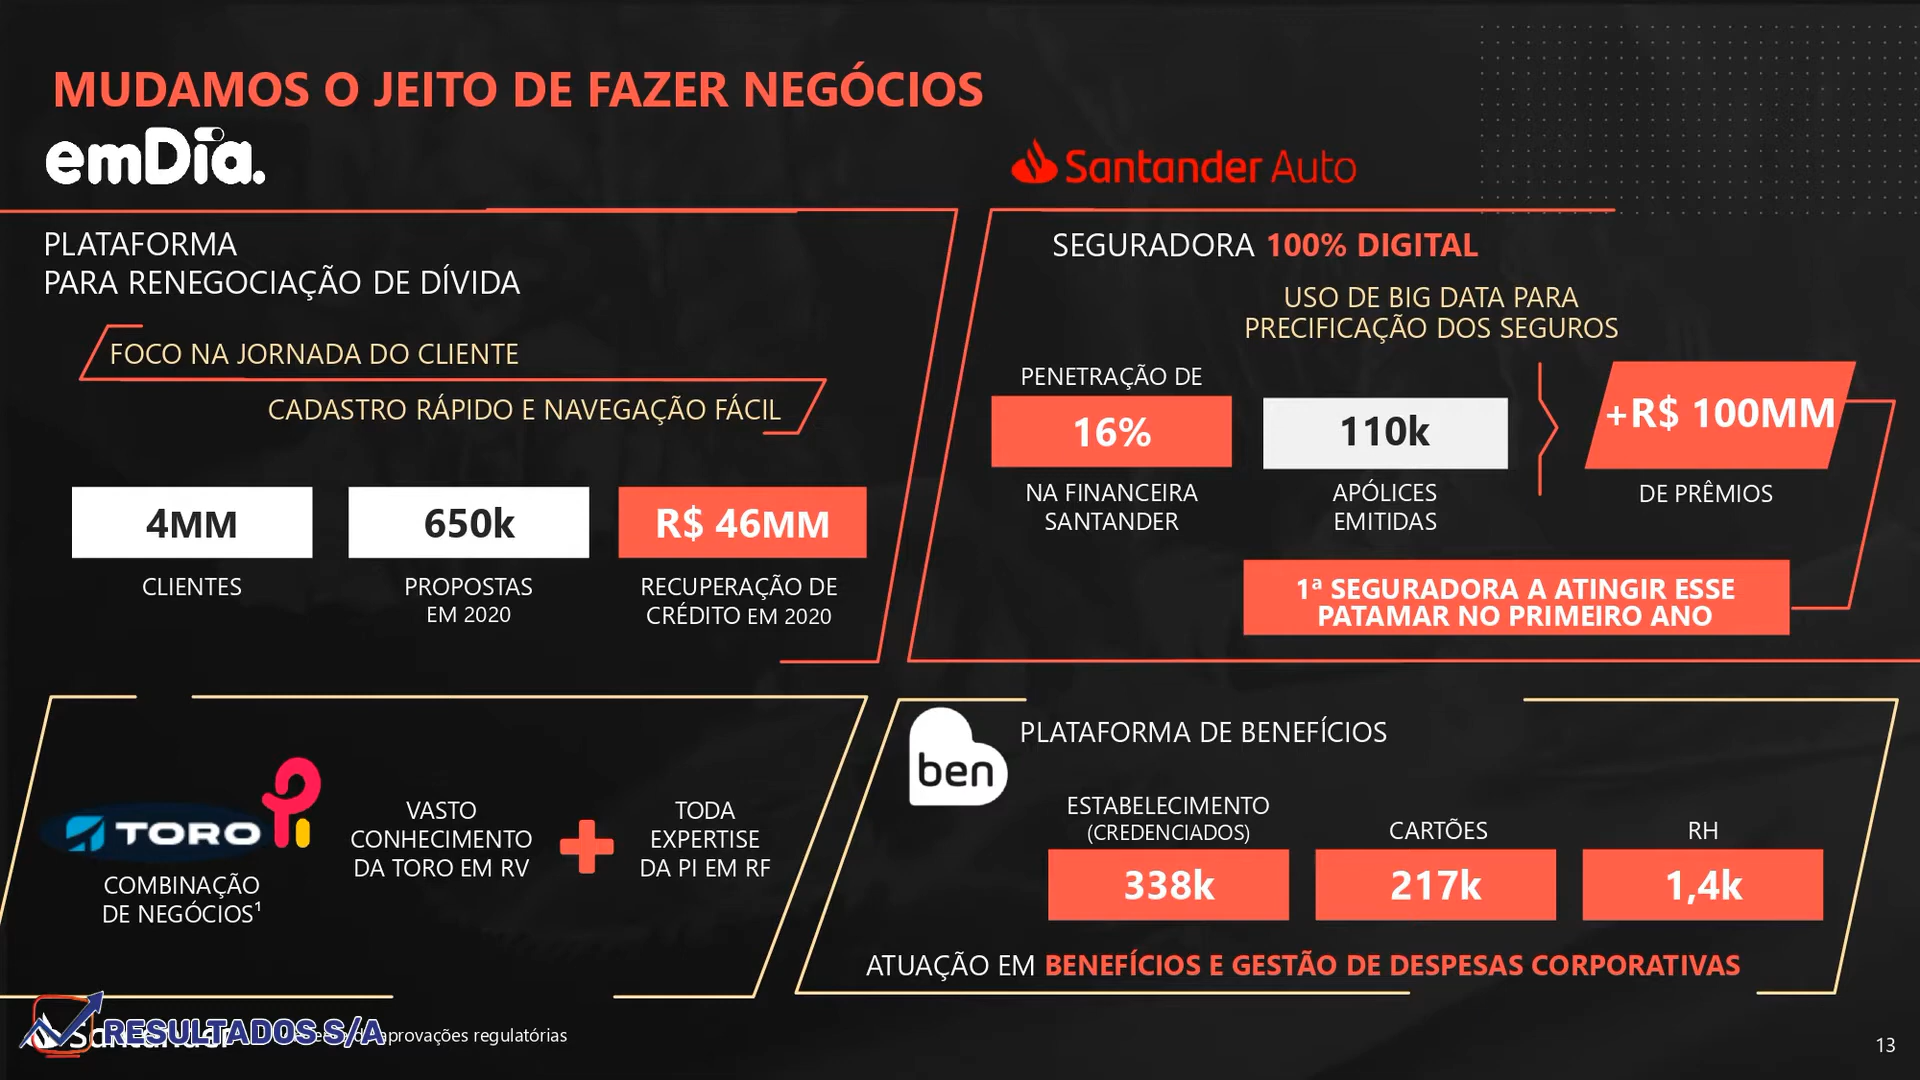 MUDAMOS O JEITO DE FAZER NEGÓCIOS
emDia.
PLATAFORMA
PARA RENEGOCIAÇÃO DE DÍVIDA
FOCO NA JORNADA DO CLIENTE
CADASTRO RÁPIDO E NAVEGAÇÃO FÁCIL
4MM
CLIENTES
650k
PROPOSTAS
EM 2020
R$ 46MM
RECUPERAÇÃO DE
CRÉDITO EM 2020
Santander Auto
SEGURADORA 100% DIGITAL
USO DE BIG DATA PARA
PRECIFICAÇÃO DOS SEGUROS
PENETRAÇÃO DE
16%
NA FINANCEIRA
SANTANDER
110k
APÓLICES
EMITIDAS
+R$ 100MM
DE PRÊMIOS
1ª SEGURADORA A ATINGIR ESSE
PATAMAR NO PRIMEIRO ANO
TORO
Pi
COMBINAÇÃO
DE NEGÓCIOS¹
VASTO
CONHECIMENTO
DA TORO EM RV
TODA
EXPERTISE
DA PI EM RF
ben
PLATAFORMA DE BENEFÍCIOS
ESTABELECIMENTO
(CREDENCIADOS)
338k
CARTÕES
217k
RH
1,4k
ATUAÇÃO EM BENEFÍCIOS E GESTÃO DE DESPESAS CORPORATIVAS
Santander
RESULTADOS S/A
aprovações regulatórias
13